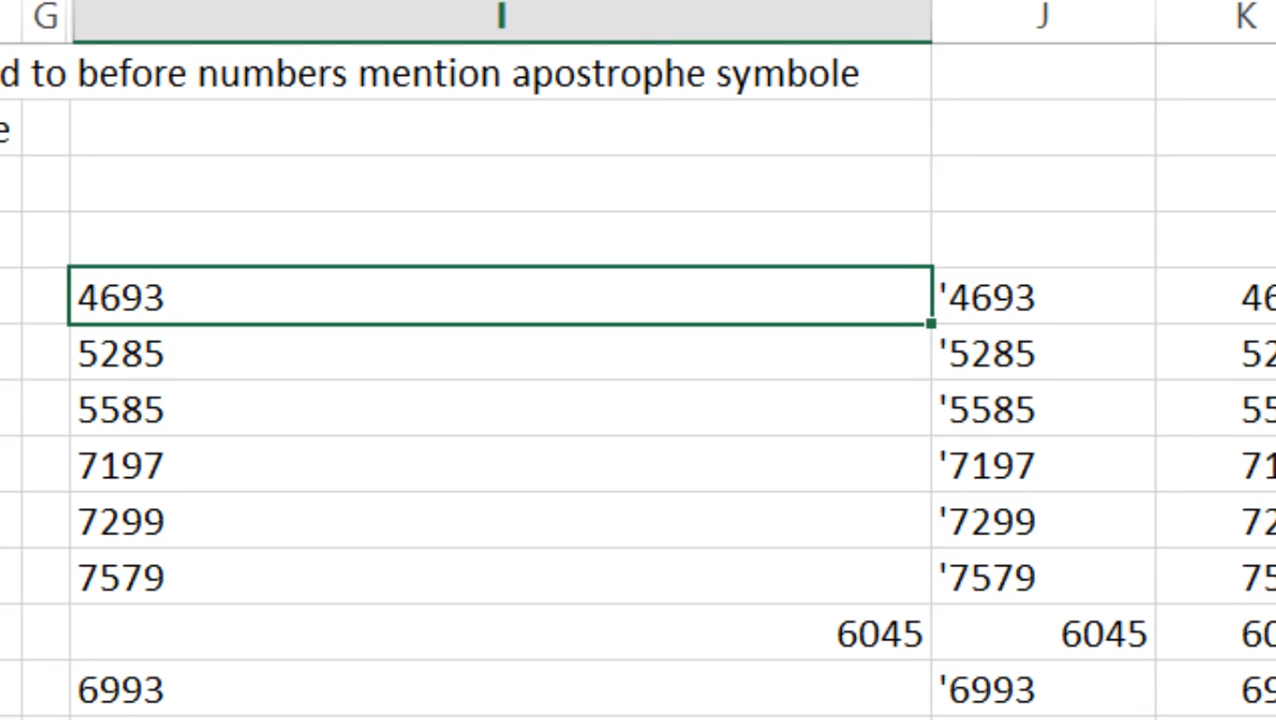 G I J K
d to before numbers mention apostrophe symbole
e
4693 '4693 46
5285 '5285 52
5585 '5585 55
7197 '7197 71
7299 '7299 72
7579 '7579 75
6045 6045 60
6993 '6993 69